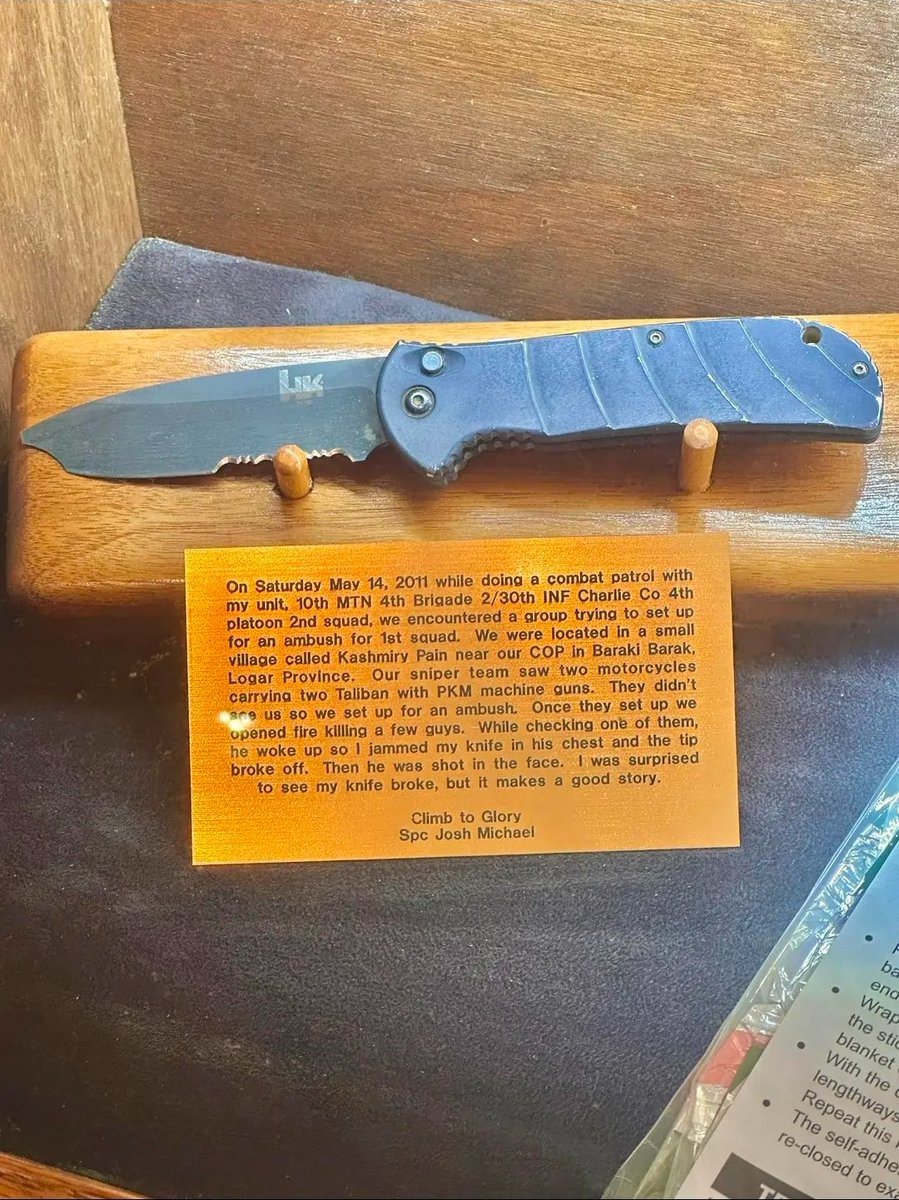 HK
On Saturday May 14, 2011 while doing a combat patrol with
my unit, 10th MTN 4th Brigade 2/30th INF Charlie Co 4th
platoon 2nd squad, we encountered a group trying to set up
for an ambush for 1st squad. We were located in a small
village called Kashmiry Pain near our COP in Baraki Barak,
Logar Province. Our sniper team saw two motorcycles
carrying two Taliban with PKM machine guns. They didn't
see us so we set up for an ambush. Once they set up we
opened fire killing a few guys. While checking one of them,
he woke up so I jammed my knife in his chest and the tip
broke off. Then he was shot in the face. I was surprised
to see my knife broke, but it makes a good story.
Climb to Glory
Spc Josh Michael
Wrap
the
blanket
With the
lengthways
Repeat this
The
re-closed to